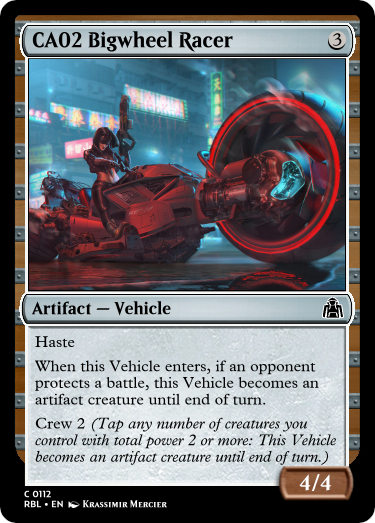 CA02 Bigwheel Racer 3
Artifact — Vehicle
Haste
When this Vehicle enters, if an opponent
protects a battle, this Vehicle becomes an
artifact creature until end of turn.
Crew 2 (Tap any number of creatures you
control with total power 2 or more: This Vehicle
becomes an artifact creature until end of turn.)
4/4
C 0112
RBL • EN Krassimir Mercier